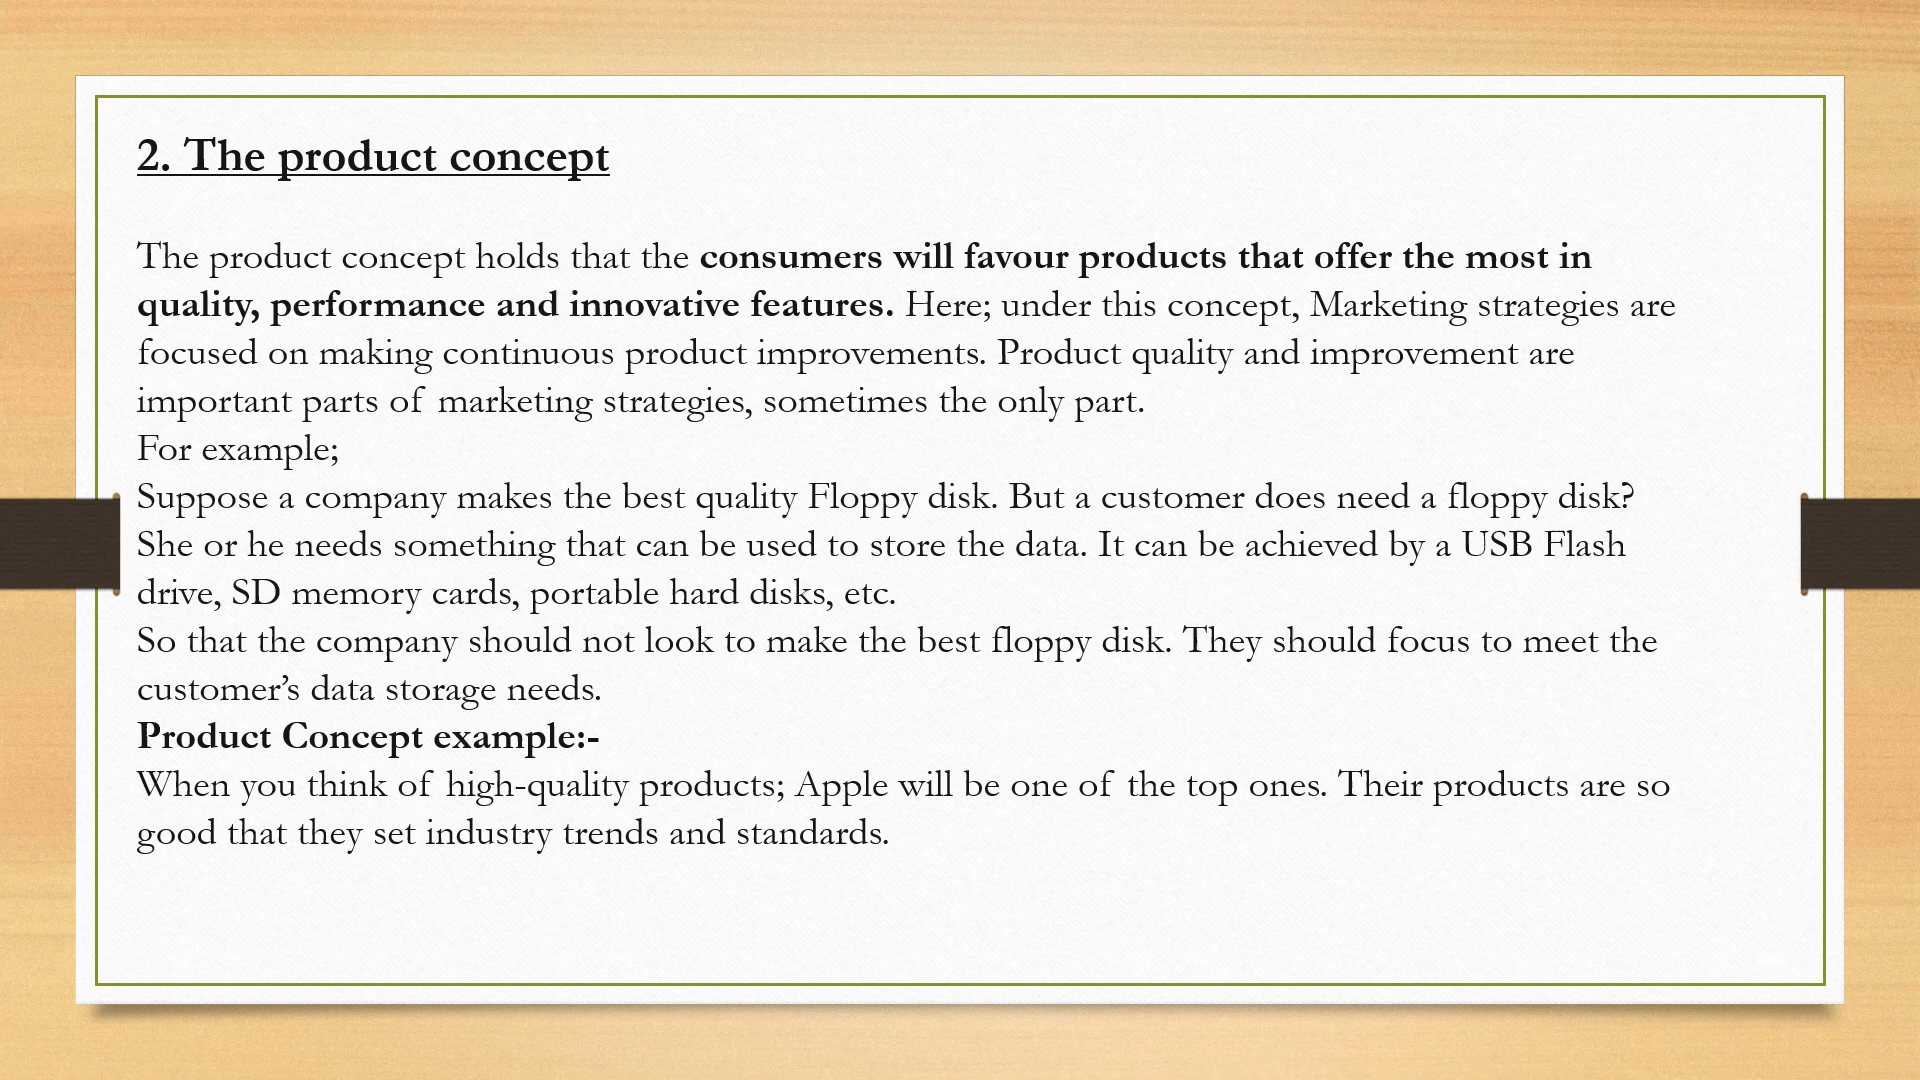 2. The product concept
The product concept holds that the consumers will favour products that offer the most in
quality, performance and innovative features. Here; under this concept, Marketing strategies are
focused on making continuous product improvements. Product quality and improvement are
important parts of marketing strategies, sometimes the only part.
For example;
Suppose a company makes the best quality Floppy disk. But a customer does need a floppy disk?
She or he needs something that can be used to store the data. It can be achieved by a USB Flash
drive, SD memory cards, portable hard disks, etc.
So that the company should not look to make the best floppy disk. They should focus to meet the
customer’s data storage needs.
Product Concept example:-
When you think of high-quality products; Apple will be one of the top ones. Their products are so
good that they set industry trends and standards.